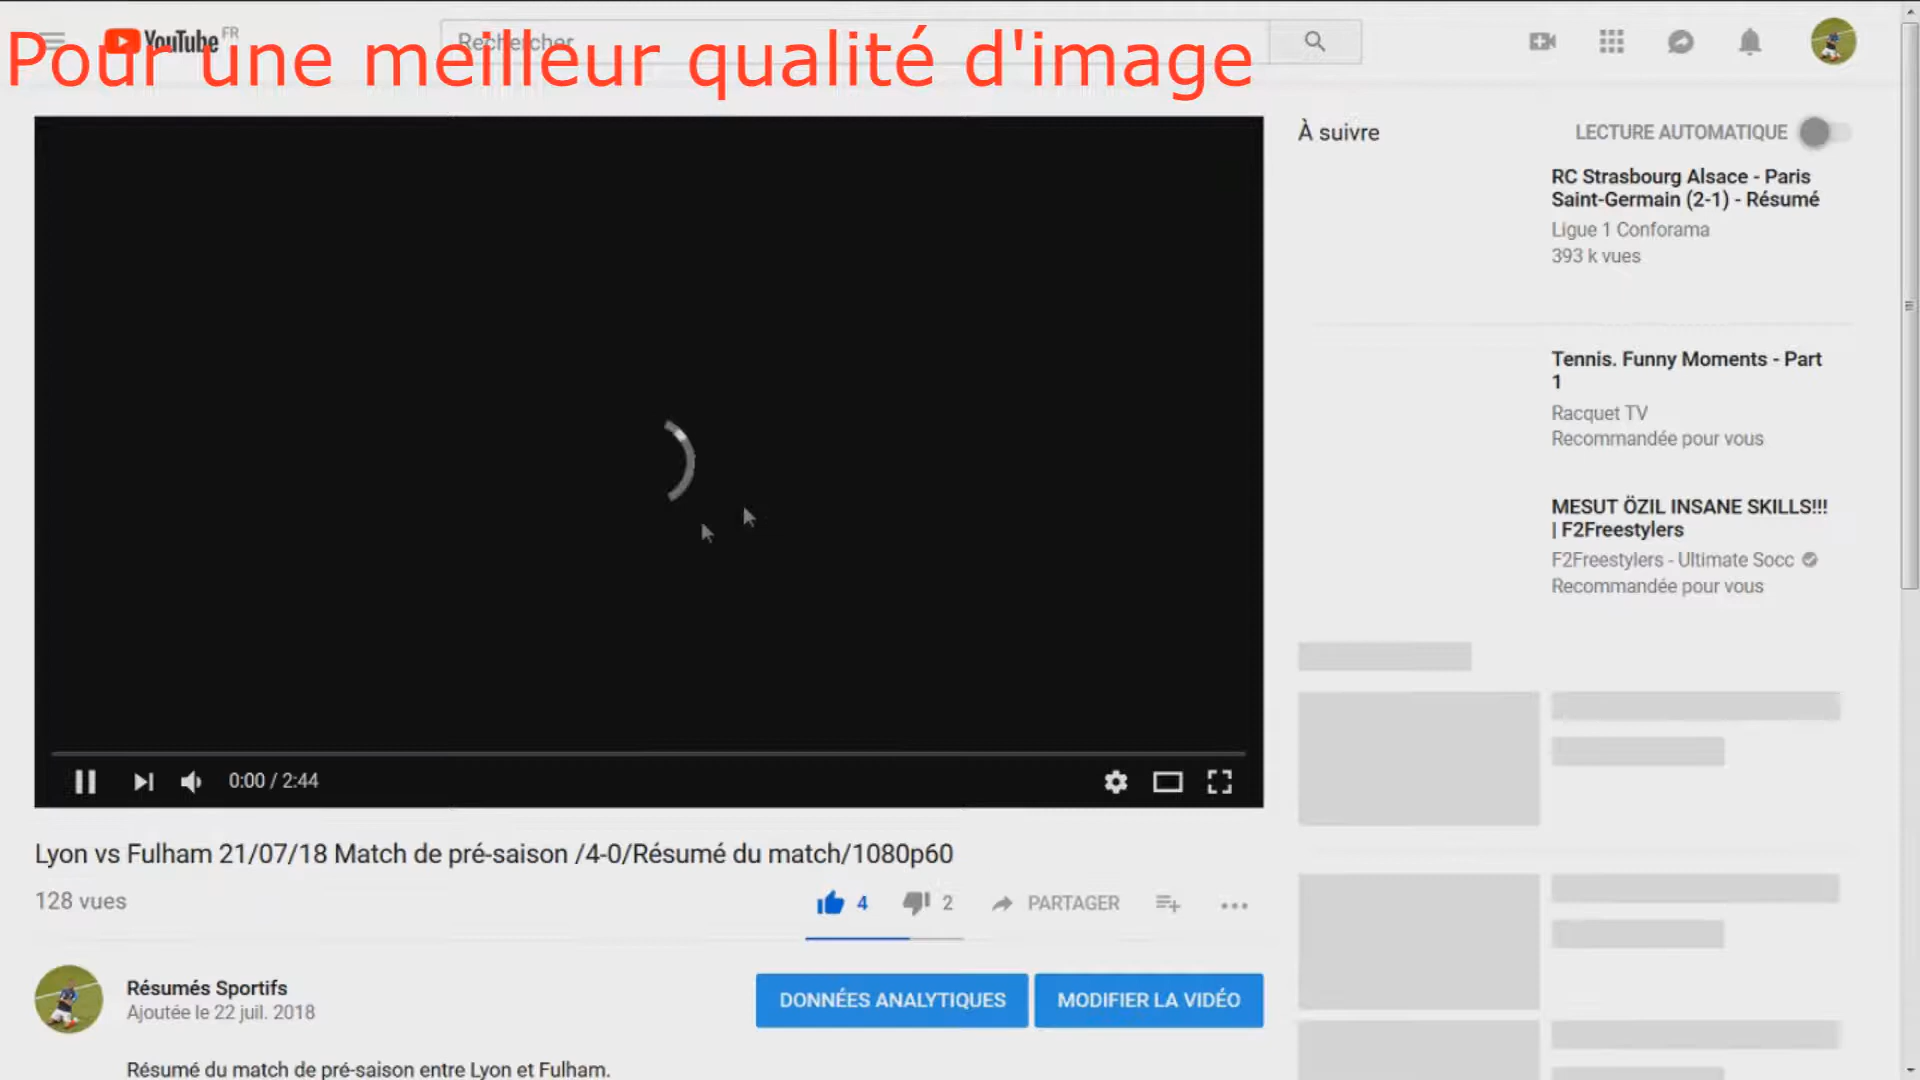 YouTube FR
Rechercher
Pour une meilleur qualité d'image
À suivre
LECTURE AUTOMATIQUE
RC Strasbourg Alsace - Paris
Saint-Germain (2-1) - Résumé
Ligue 1 Conforama
393 k vues
Tennis. Funny Moments - Part
1
Racquet TV
Recommandée pour vous
MESUT ÖZIL INSANE SKILLS!!!
| F2Freestylers
F2Freestylers - Ultimate Socc
Recommandée pour vous
0:00 / 2:44
Lyon vs Fulham 21/07/18 Match de pré-saison /4-0/Résumé du match/1080p60
128 vues
4
2
PARTAGER
Résumés Sportifs
Ajoutée le 22 juil. 2018
DONNÉES ANALYTIQUES
MODIFIER LA VIDÉO
Résumé du match de pré-saison entre Lyon et Fulham.